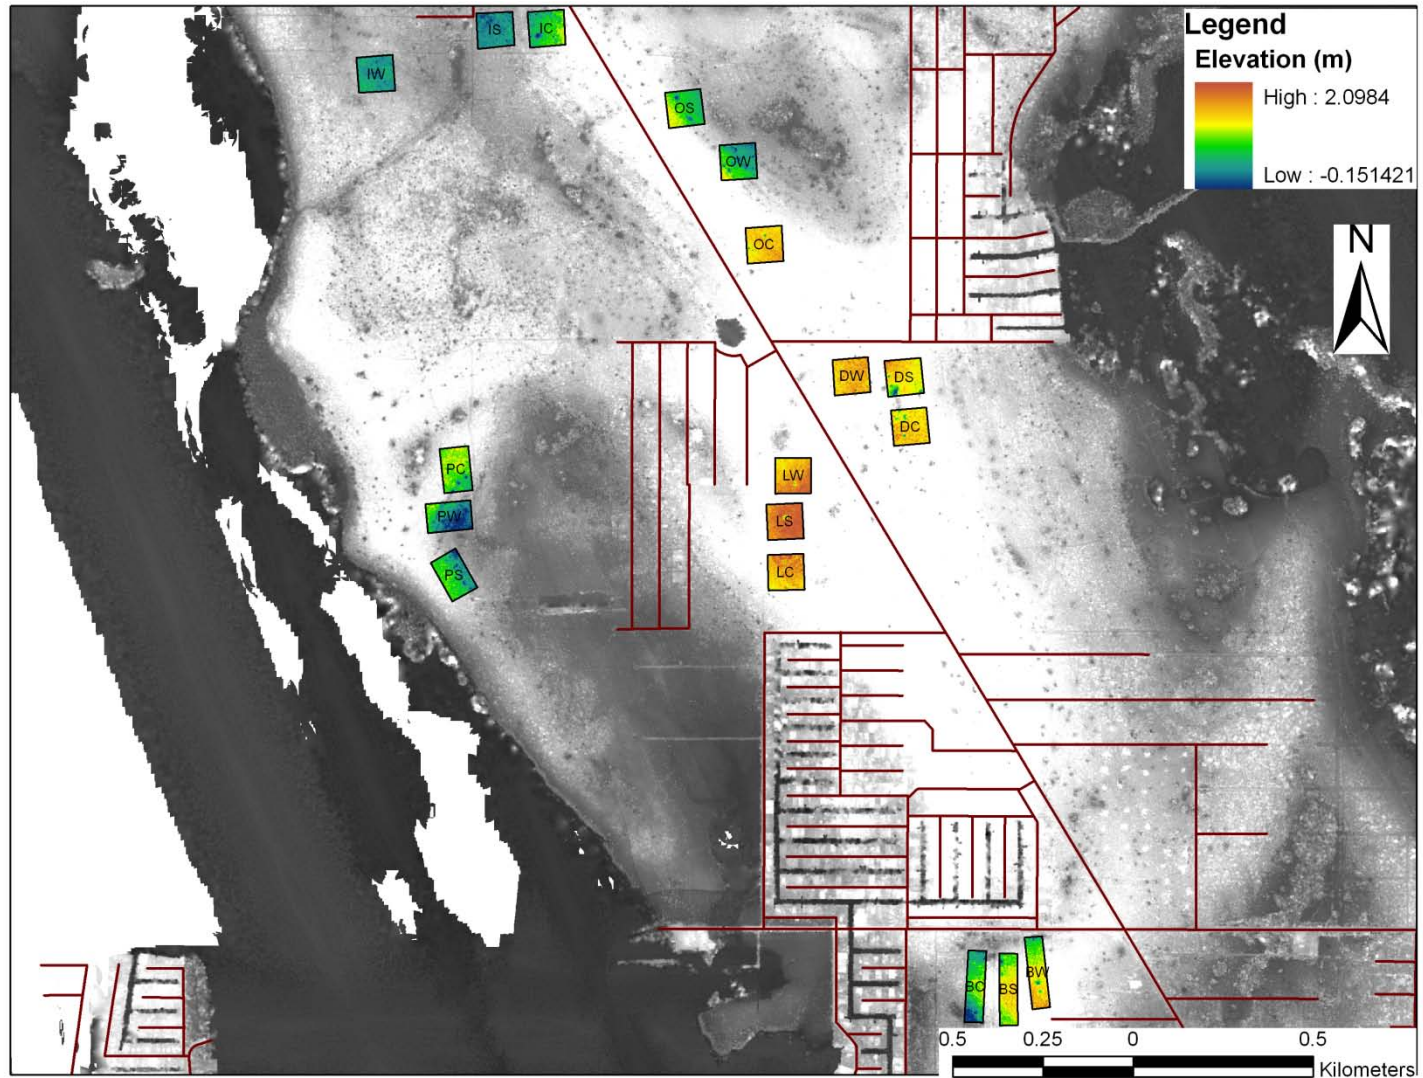 Legend
Elevation (m)
High : 2.0984
Low : -0.151421
N
IS
IC
IW
OS
OW
OC
DW
DS
DC
PC
LW
PW
LS
PS
LC
BC
BS
BW
0.5 0.25 0 0.5
Kilometers